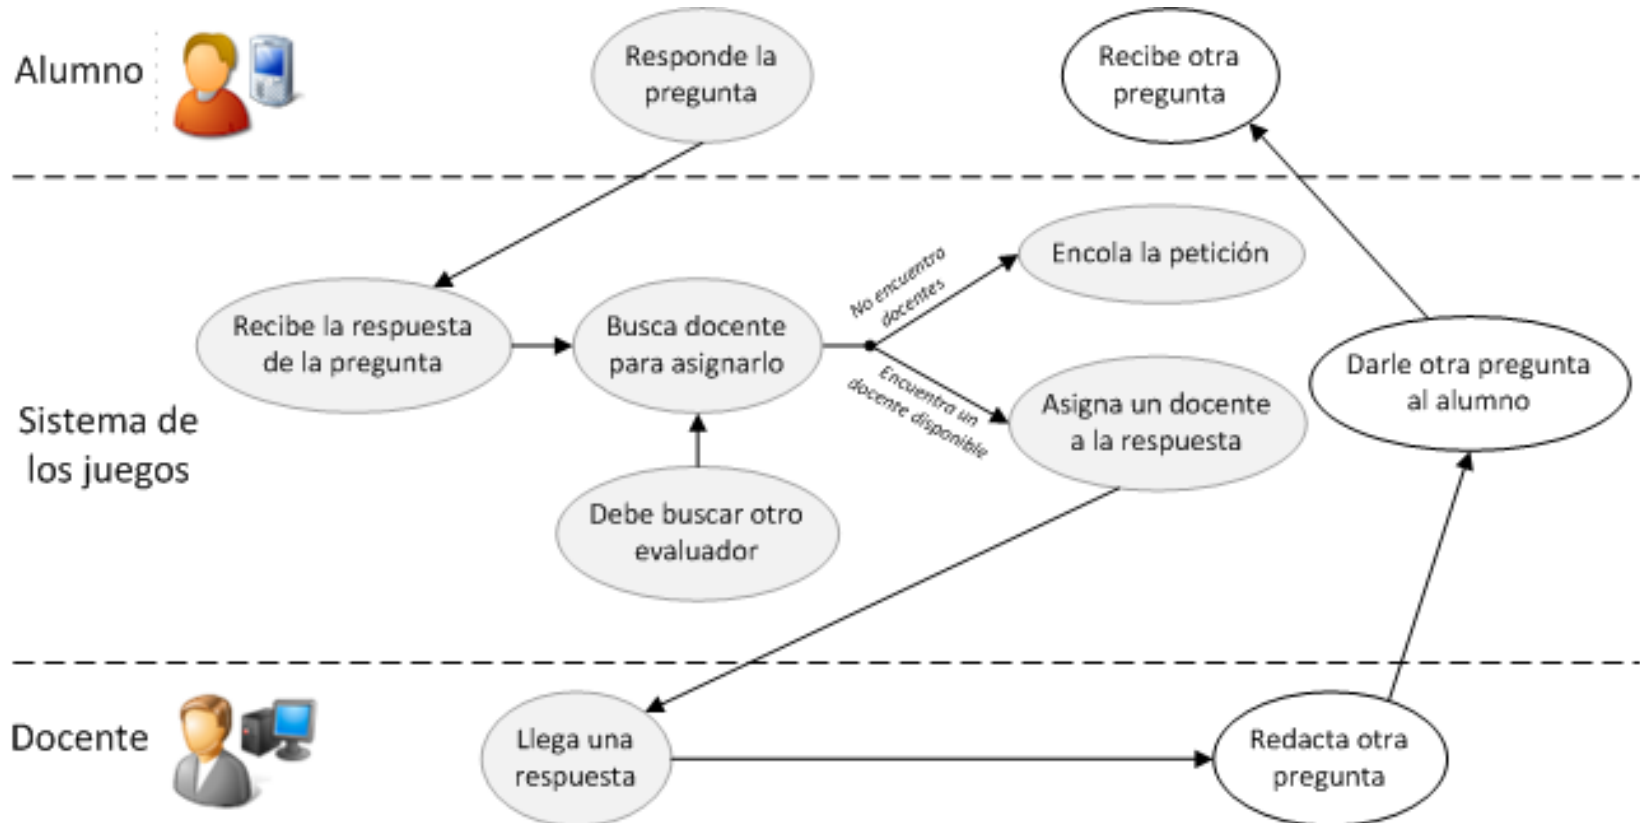 Alumno
Responde la
pregunta
Recibe otra
pregunta
Sistema de
los juegos
Recibe la respuesta
de la pregunta
Busca docente
para asignarlo
No encuentra
docentes
Encola la petición
Encuentra un
docente disponible
Asigna un docente
a la respuesta
Darle otra pregunta
al alumno
Debe buscar otro
evaluador
Docente
Llega una
respuesta
Redacta otra
pregunta